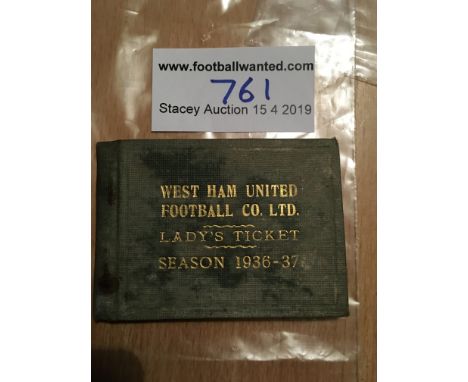 www.footballwanted.com
761
Stacey Auction 15 4 2019
WEST HAM UNITED
FOOTBALL CO. LTD.
LADY'S TICKET
SEASON 1936-37